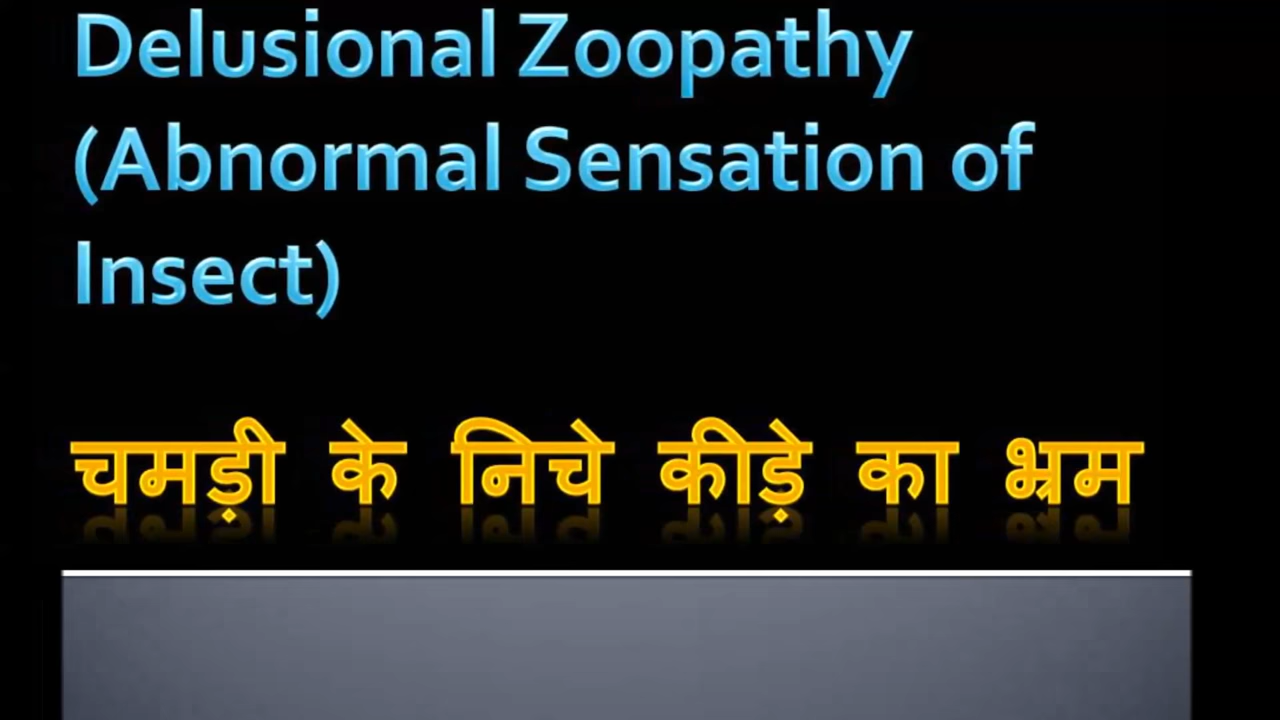 Delusional Zoopathy
(Abnormal Sensation of
Insect)
चमड़ी के निचे कीड़े का भ्रम